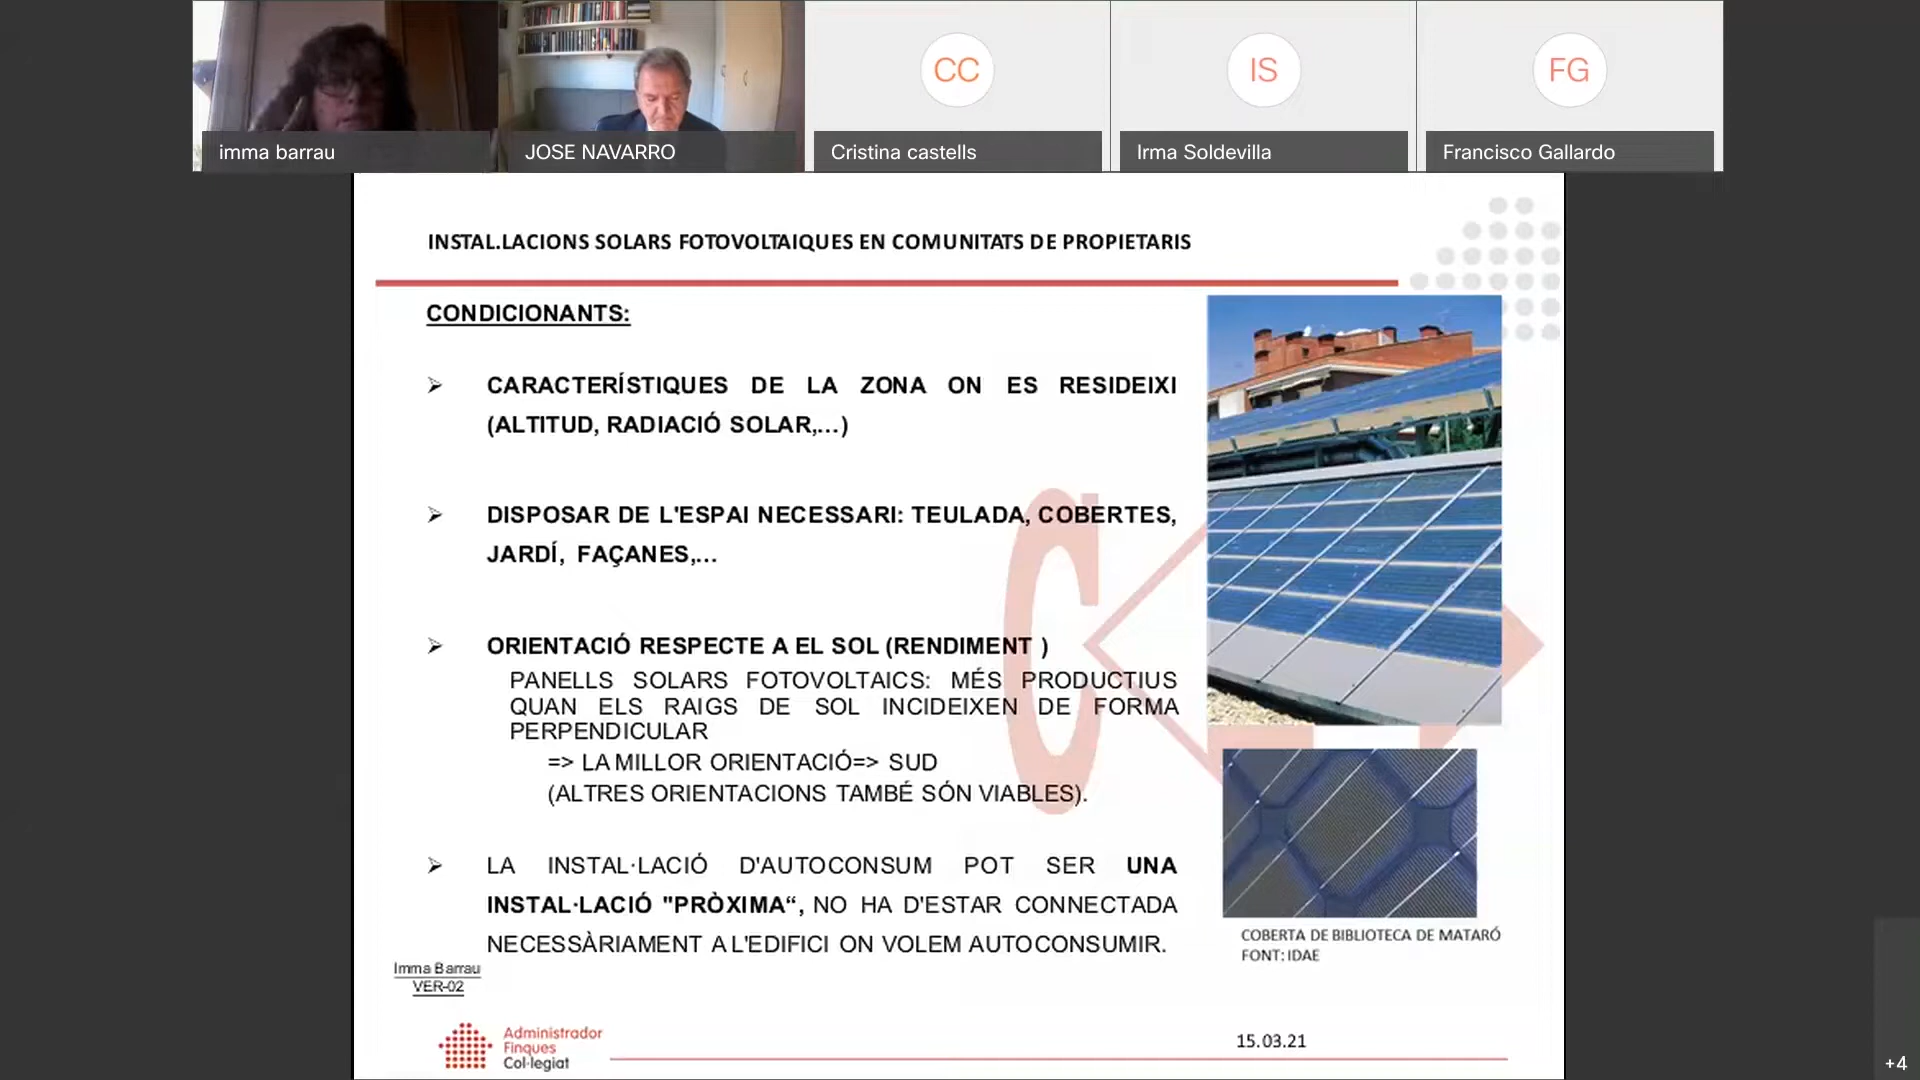 CC
IS
FG
imma barrau
JOSE NAVARRO
Cristina castells
Irma Soldevilla
Francisco Gallardo
INSTAL.LACIONS SOLARS FOTOVOLTAIQUES EN COMUNITATS DE PROPIETARIS
CONDICIONANTS:
CARACTERÍSTIQUES DE LA ZONA ON ES RESIDEIXI
(ALTITUD, RADIACIÓ SOLAR,...)
DISPOSAR DE L'ESPAI NECESSARI: TEULADA, COBERTES,
JARDÍ, FAÇANES,...
ORIENTACIÓ RESPECTE A EL SOL (RENDIMENT )
PANELLS SOLARS FOTOVOLTAICS: MÉS PRODUCTIUS
QUAN ELS RAIGS DE SOL INCIDEIXEN DE FORMA
PERPENDICULAR
=> LA MILLOR ORIENTACIÓ=> SUD
(ALTRES ORIENTACIONS TAMBÉ SÓN VIABLES).
LA INSTAL·LACIÓ D'AUTOCONSUM POT SER UNA
INSTAL·LACIÓ "PRÒXIMA“, NO HA D'ESTAR CONNECTADA
NECESSÀRIAMENT A L'EDIFICI ON VOLEM AUTOCONSUMIR.
COBERTA DE BIBLIOTECA DE MATARÓ
FONT: IDAE
Imma Barrau
VER-02
Administrador
Finques
Col·legiat
15.03.21
+4